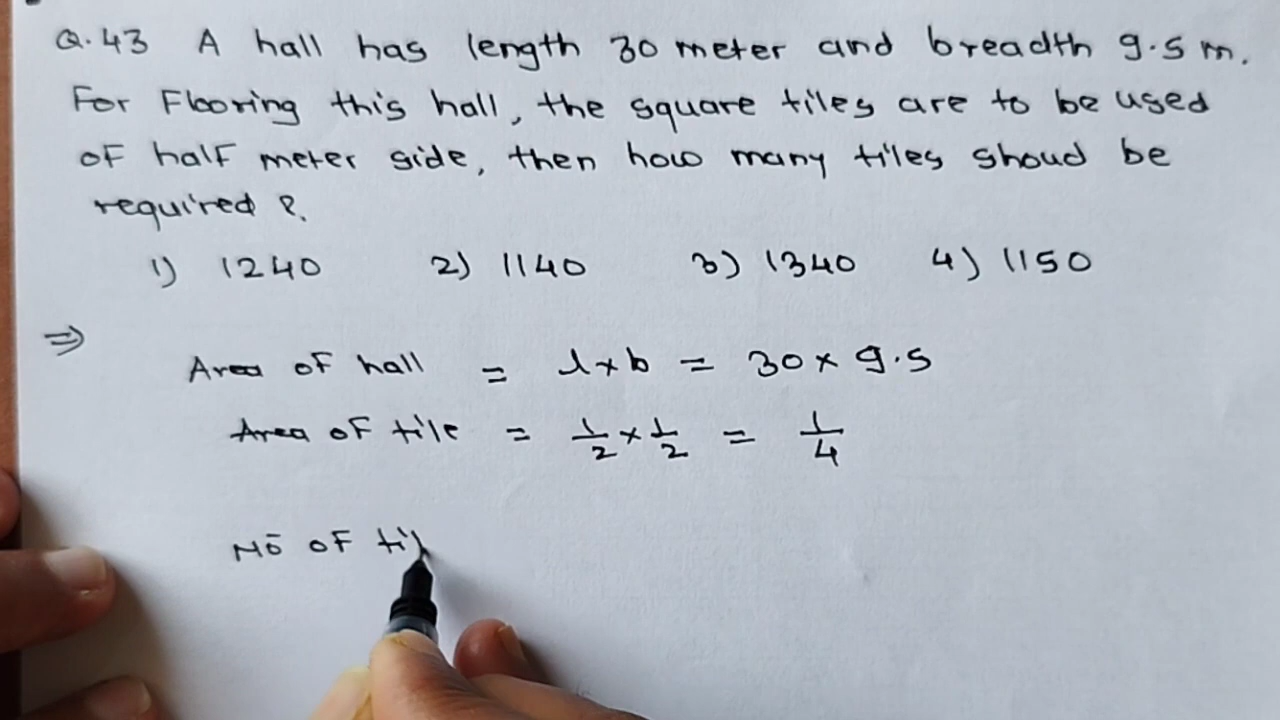 Q.43 A hall has length 30 meter and breadth 9.5 m.
For Flooring this hall, the square tiles are to be used
of half meter side, then how many tiles shoud be
required ?.
1) 1240 2) 1140 3) 1340 4) 1150
⇒
Area of hall = l×b = 30×9.5
Area of tile = 1/2 × 1/2 = 1/4
No of til